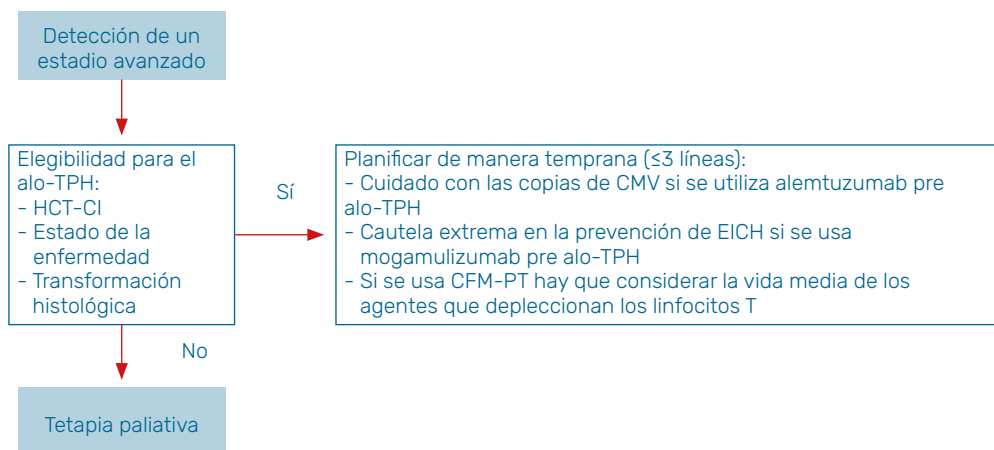 Detección de un
estadio avanzado
Elegibilidad para el
alo-TPH:
- HCT-CI
- Estado de la
enfermedad
- Transformación
histológica
Sí
Planificar de manera temprana (≤3 líneas):
- Cuidado con las copias de CMV si se utiliza alemtuzumab pre
alo-TPH
- Cautela extrema en la prevención de EICH si se usa
mogamulizumab pre alo-TPH
- Si se usa CFM-PT hay que considerar la vida media de los
agentes que depleccionan los linfocitos T
No
Tetapia paliativa